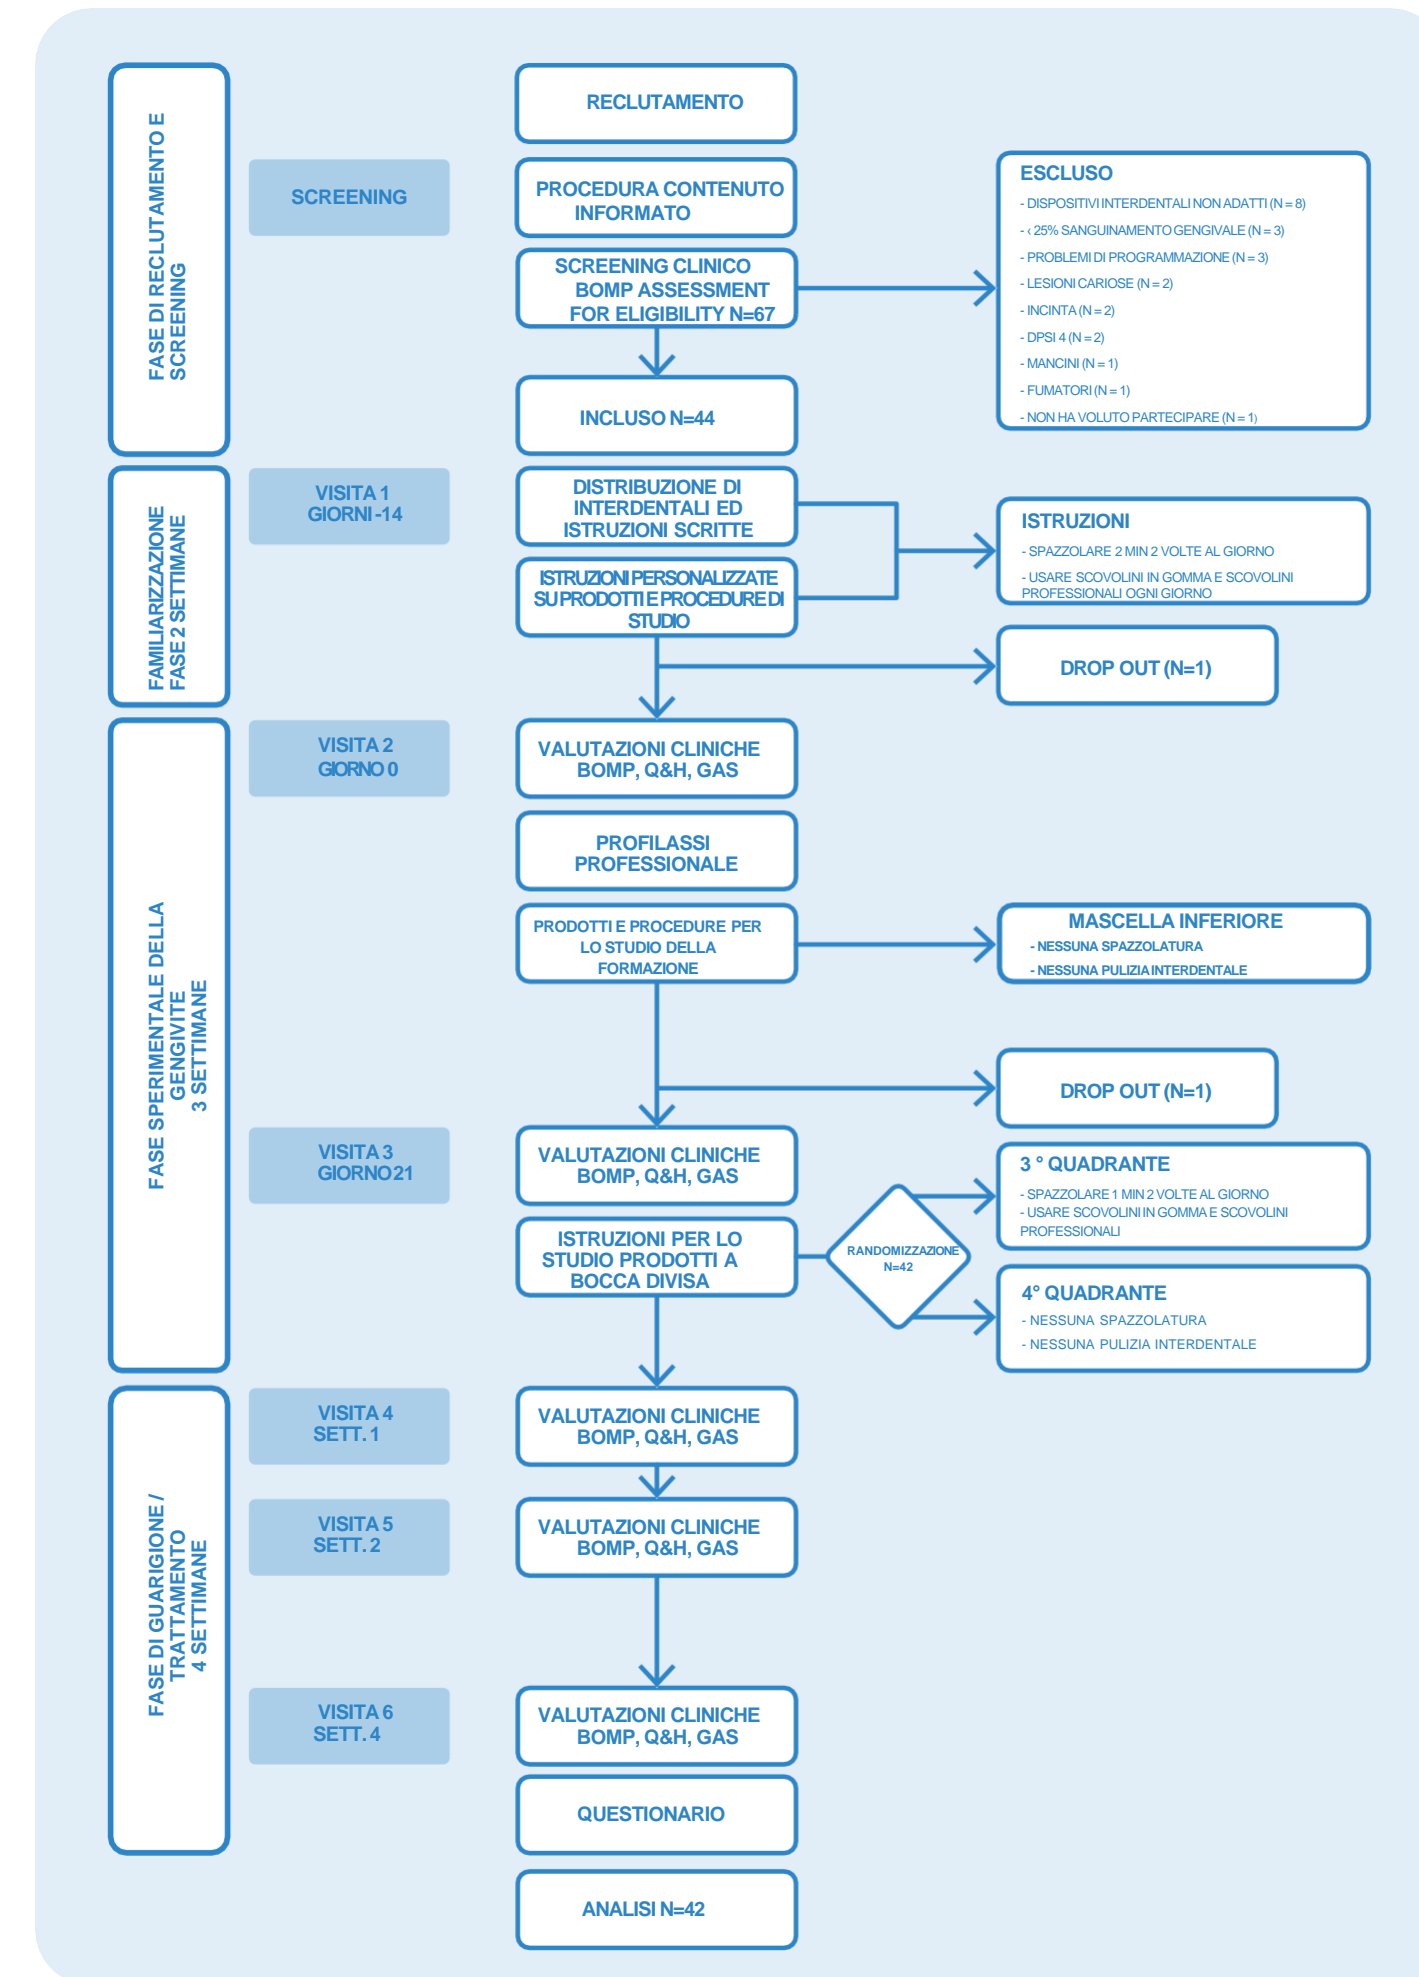 FASE DI RECLUTAMENTO E
SCREENING
SCREENING
RECLUTAMENTO
PROCEDURA CONTENUTO
INFORMATO
SCREENING CLINICO
BOMP ASSESSMENT
FOR ELIGIBILITY N=67
INCLUSO N=44
ESCLUSO
- DISPOSITIVI INTERDENTALI NON ADATTI (N = 8)
- ‹ 25% SANGUINAMENTO GENGIVALE (N = 3)
- PROBLEMI DI PROGRAMMAZIONE (N = 3)
- LESIONI CARIOSE (N = 2)
- INCINTA (N = 2)
- DPSI 4 (N = 2)
- MANCINI (N = 1)
- FUMATORI (N = 1)
- NON HA VOLUTO PARTECIPARE (N = 1)
FAMILIARIZZAZIONE
FASE 2 SETTIMANE
VISITA 1
GIORNI -14
DISTRIBUZIONE DI
INTERDENTALI ED
ISTRUZIONI SCRITTE
ISTRUZIONI PERSONALIZZATE
SU PRODOTTI E PROCEDURE DI
STUDIO
ISTRUZIONI
- SPAZZOLARE 2 MIN 2 VOLTE AL GIORNO
- USARE SCOVOLINI IN GOMMA E SCOVOLINI
PROFESSIONALI OGNI GIORNO
DROP OUT (N=1)
FASE SPERIMENTALE DELLA
GENGIVITE
3 SETTIMANE
VISITA 2
GIORNO 0
VALUTAZIONI CLINICHE
BOMP, Q&H, GAS
PROFILASSI
PROFESSIONALE
PRODOTTI E PROCEDURE PER
LO STUDIO DELLA
FORMAZIONE
MASCELLA INFERIORE
- NESSUNA SPAZZOLATURA
- NESSUNA PULIZIA INTERDENTALE
DROP OUT (N=1)
VISITA 3
GIORNO 21
VALUTAZIONI CLINICHE
BOMP, Q&H, GAS
ISTRUZIONI PER LO
STUDIO PRODOTTI A
BOCCA DIVISA
RANDOMIZZAZIONE
N=42
3 ° QUADRANTE
- SPAZZOLARE 1 MIN 2 VOLTE AL GIORNO
- USARE SCOVOLINI IN GOMMA E SCOVOLINI
PROFESSIONALI
4° QUADRANTE
- NESSUNA SPAZZOLATURA
- NESSUNA PULIZIA INTERDENTALE
FASE DI GUARIGIONE /
TRATTAMENTO
4 SETTIMANE
VISITA 4
SETT. 1
VALUTAZIONI CLINICHE
BOMP, Q&H, GAS
VISITA 5
SETT. 2
VALUTAZIONI CLINICHE
BOMP, Q&H, GAS
VISITA 6
SETT. 4
VALUTAZIONI CLINICHE
BOMP, Q&H, GAS
QUESTIONARIO
ANALISI N=42